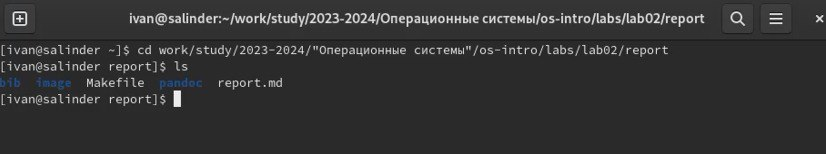 ivan@salinder:~/work/study/2023-2024/Операционные системы/os-intro/labs/lab02/report
[ivan@salinder ~]$ cd work/study/2023-2024/"Операционные системы"/os-intro/labs/lab02/report
[ivan@salinder report]$ ls
bib  image  Makefile  pandoc  report.md
[ivan@salinder report]$